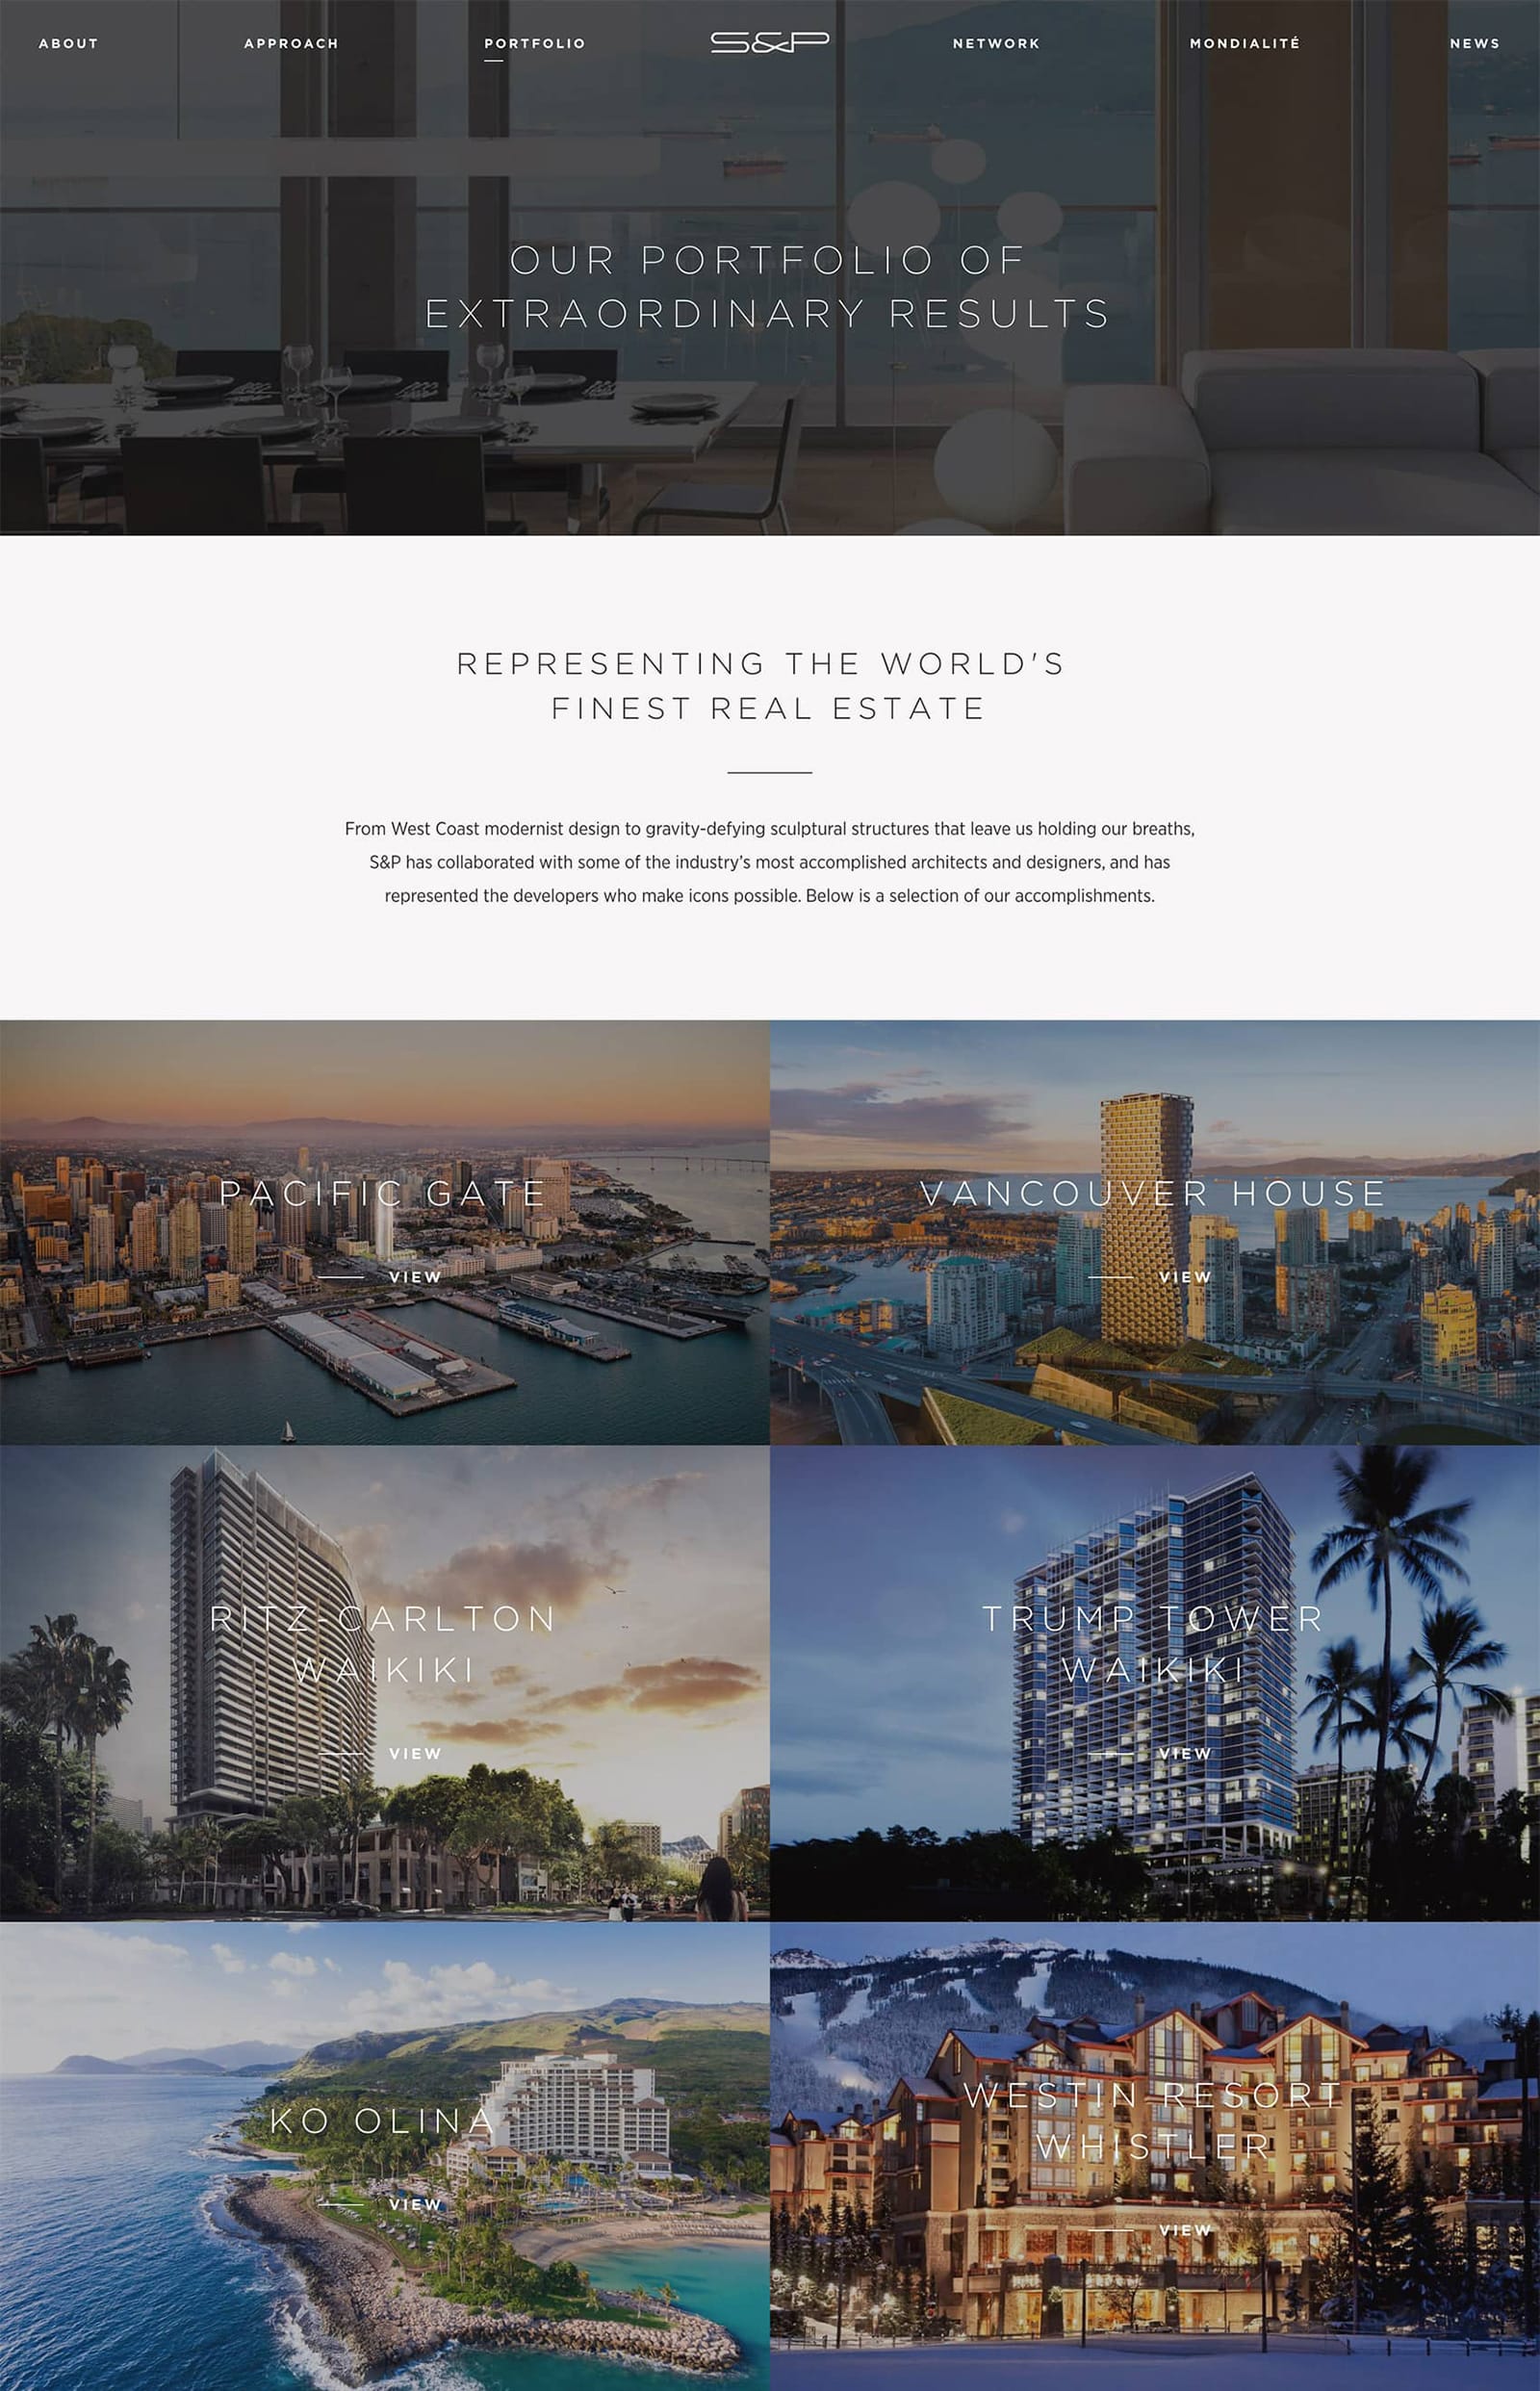 ABOUT
APPROACH
PORTFOLIO
S&P
NETWORK
MONDIALITÉ
NEWS
OUR PORTFOLIO OF
EXTRAORDINARY RESULTS
REPRESENTING THE WORLD'S
FINEST REAL ESTATE
From West Coast modernist design to gravity-defying sculptural structures that leave us holding our breaths,
S&P has collaborated with some of the industry’s most accomplished architects and designers, and has
represented the developers who make icons possible. Below is a selection of our accomplishments.
PACIFIC GATE
VIEW
VANCOUVER HOUSE
VIEW
RITZ-CARLTON
WAIKIKI
VIEW
TRUMP TOWER
WAIKIKI
VIEW
KO OLINA
VIEW
WESTIN RESORT
WHISTLER
VIEW